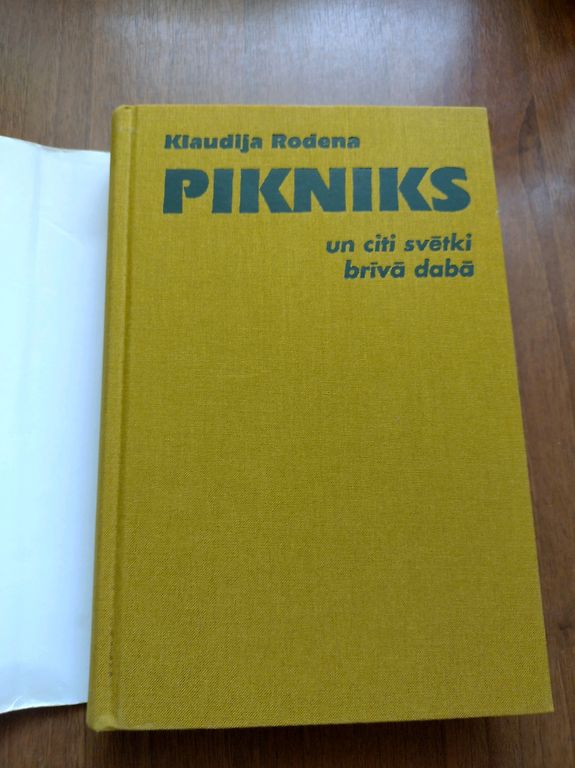 Klaudija Rodena
PIKNIKS
un citi svētki
brīvā dabā